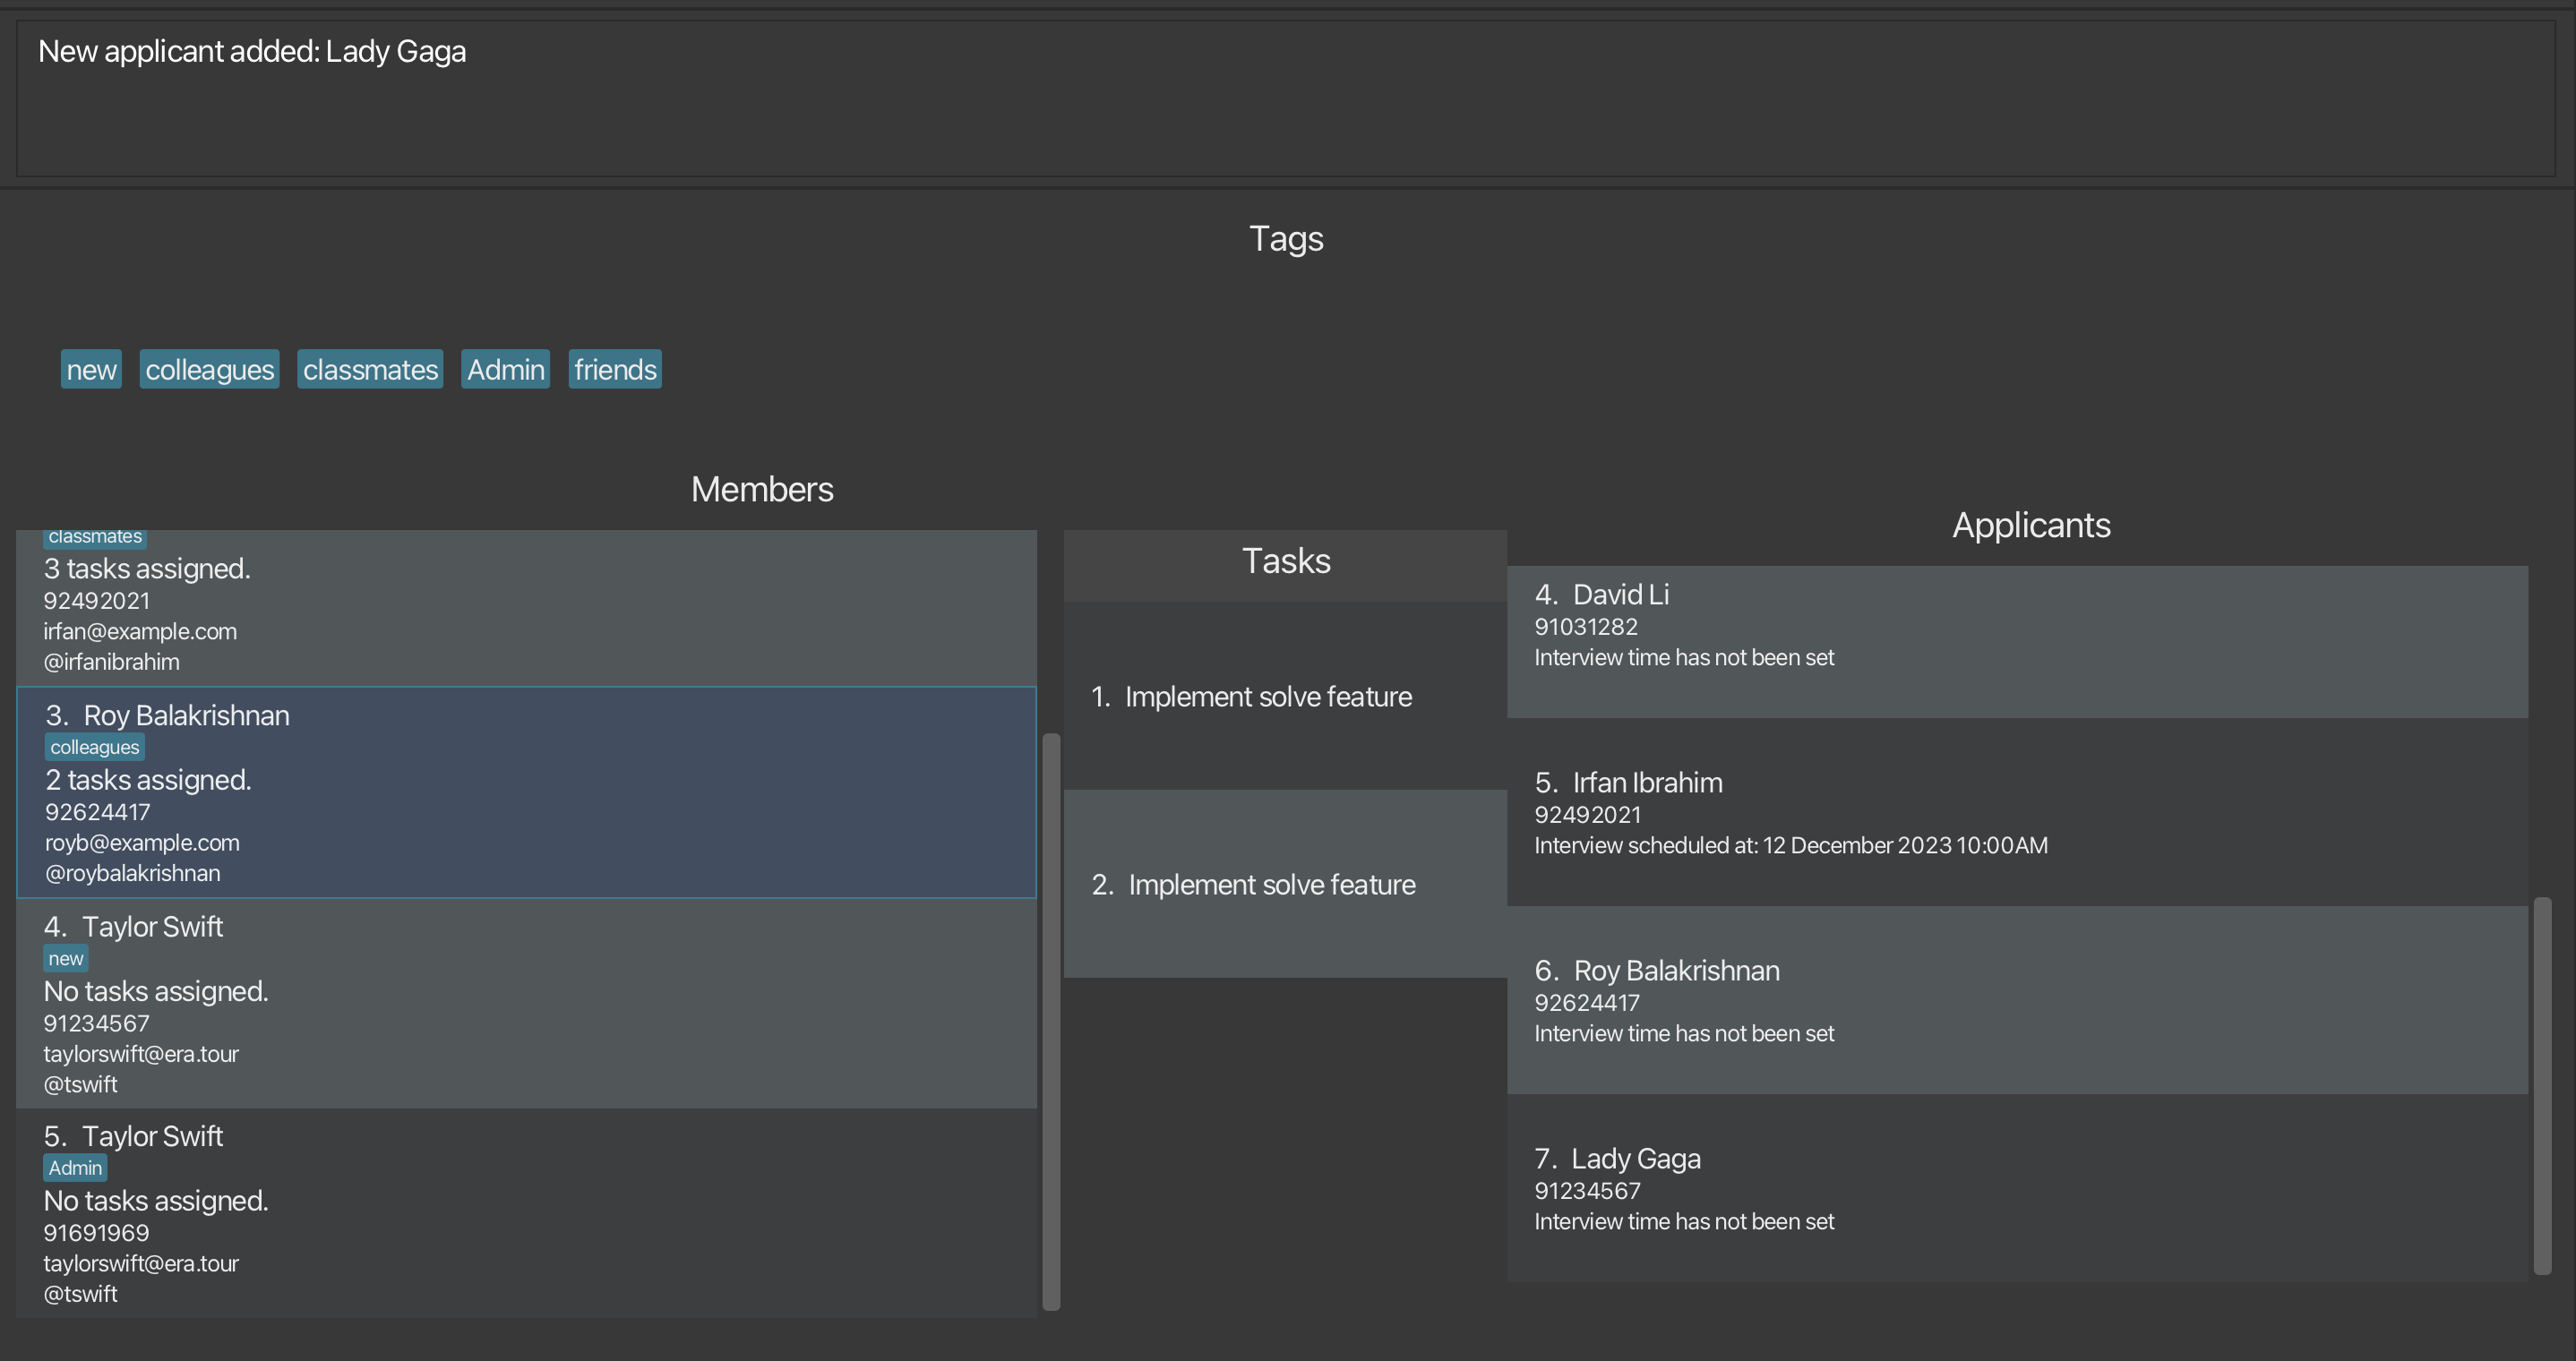 New applicant added: Lady Gaga
Tags
new colleagues classmates Admin friends
Members
classmates
3 tasks assigned.
92492021
irfan@example.com
@irfanibrahim
3. Roy Balakrishnan
colleagues
2 tasks assigned.
92624417
royb@example.com
@roybalakrishnan
4. Taylor Swift
new
No tasks assigned.
91234567
taylorswift@era.tour
@tswift
5. Taylor Swift
Admin
No tasks assigned.
91691969
taylorswift@era.tour
@tswift
Tasks
1. Implement solve feature
2. Implement solve feature
Applicants
4. David Li
91031282
Interview time has not been set
5. Irfan Ibrahim
92492021
Interview scheduled at: 12 December 2023 10:00AM
6. Roy Balakrishnan
92624417
Interview time has not been set
7. Lady Gaga
91234567
Interview time has not been set